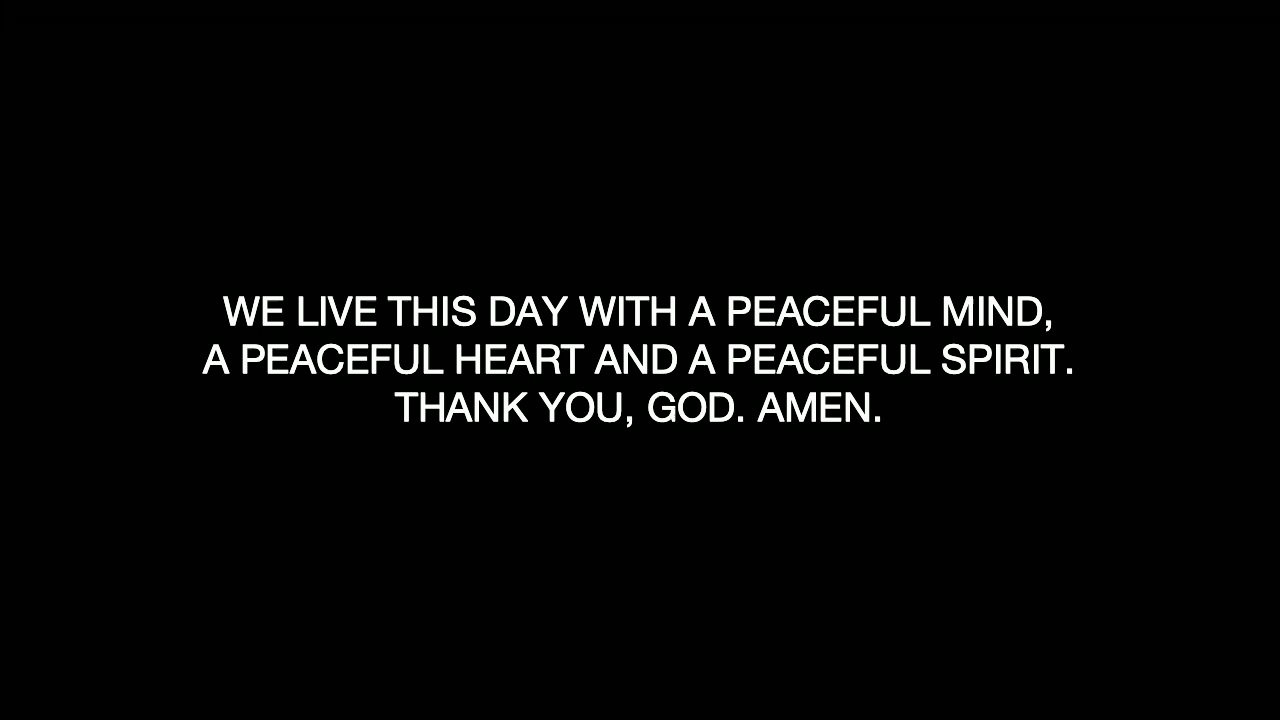 WE LIVE THIS DAY WITH A PEACEFUL MIND,
A PEACEFUL HEART AND A PEACEFUL SPIRIT.
THANK YOU, GOD. AMEN.